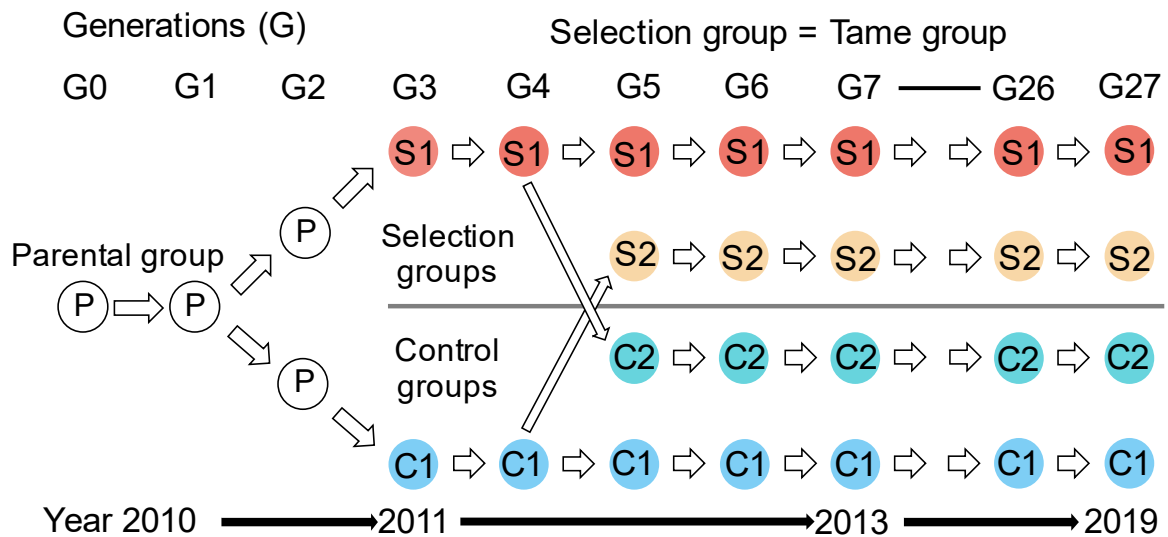 Generations (G)
Selection group = Tame group
G0 G1 G2 G3 G4 G5 G6 G7 G26 G27
S1 S1 S1 S1 S1 S1 S1
P
Selection
groups
S2 S2 S2 S2 S2
Parental group
P P
Control
groups
C2 C2 C2 C2 C2
P
C1 C1 C1 C1 C1 C1 C1
Year 2010 2011 2013 2019